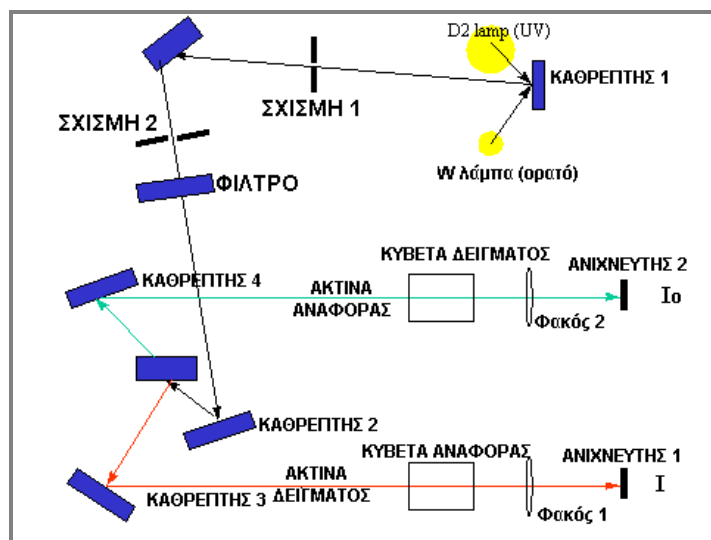 D2 lamp (UV)
ΚΑΘΡΕΠΤΗΣ 1
ΣΧΙΣΜΗ 1
ΣΧΙΣΜΗ 2
W λάμπα (ορατό)
ΦΙΛΤΡΟ
ΚΥΒΕΤΑ ΔΕΙΓΜΑΤΟΣ
ΑΝΙΧΝΕΥΤΗΣ 2
ΚΑΘΡΕΠΤΗΣ 4
ΑΚΤΙΝΑ
ΑΝΑΦΟΡΑΣ
Io
Φακός 2
ΚΑΘΡΕΠΤΗΣ 2
ΚΥΒΕΤΑ ΑΝΑΦΟΡΑΣ
ΑΝΙΧΝΕΥΤΗΣ 1
ΚΑΘΡΕΠΤΗΣ 3
ΑΚΤΙΝΑ
ΔΕΙΓΜΑΤΟΣ
I
Φακός 1